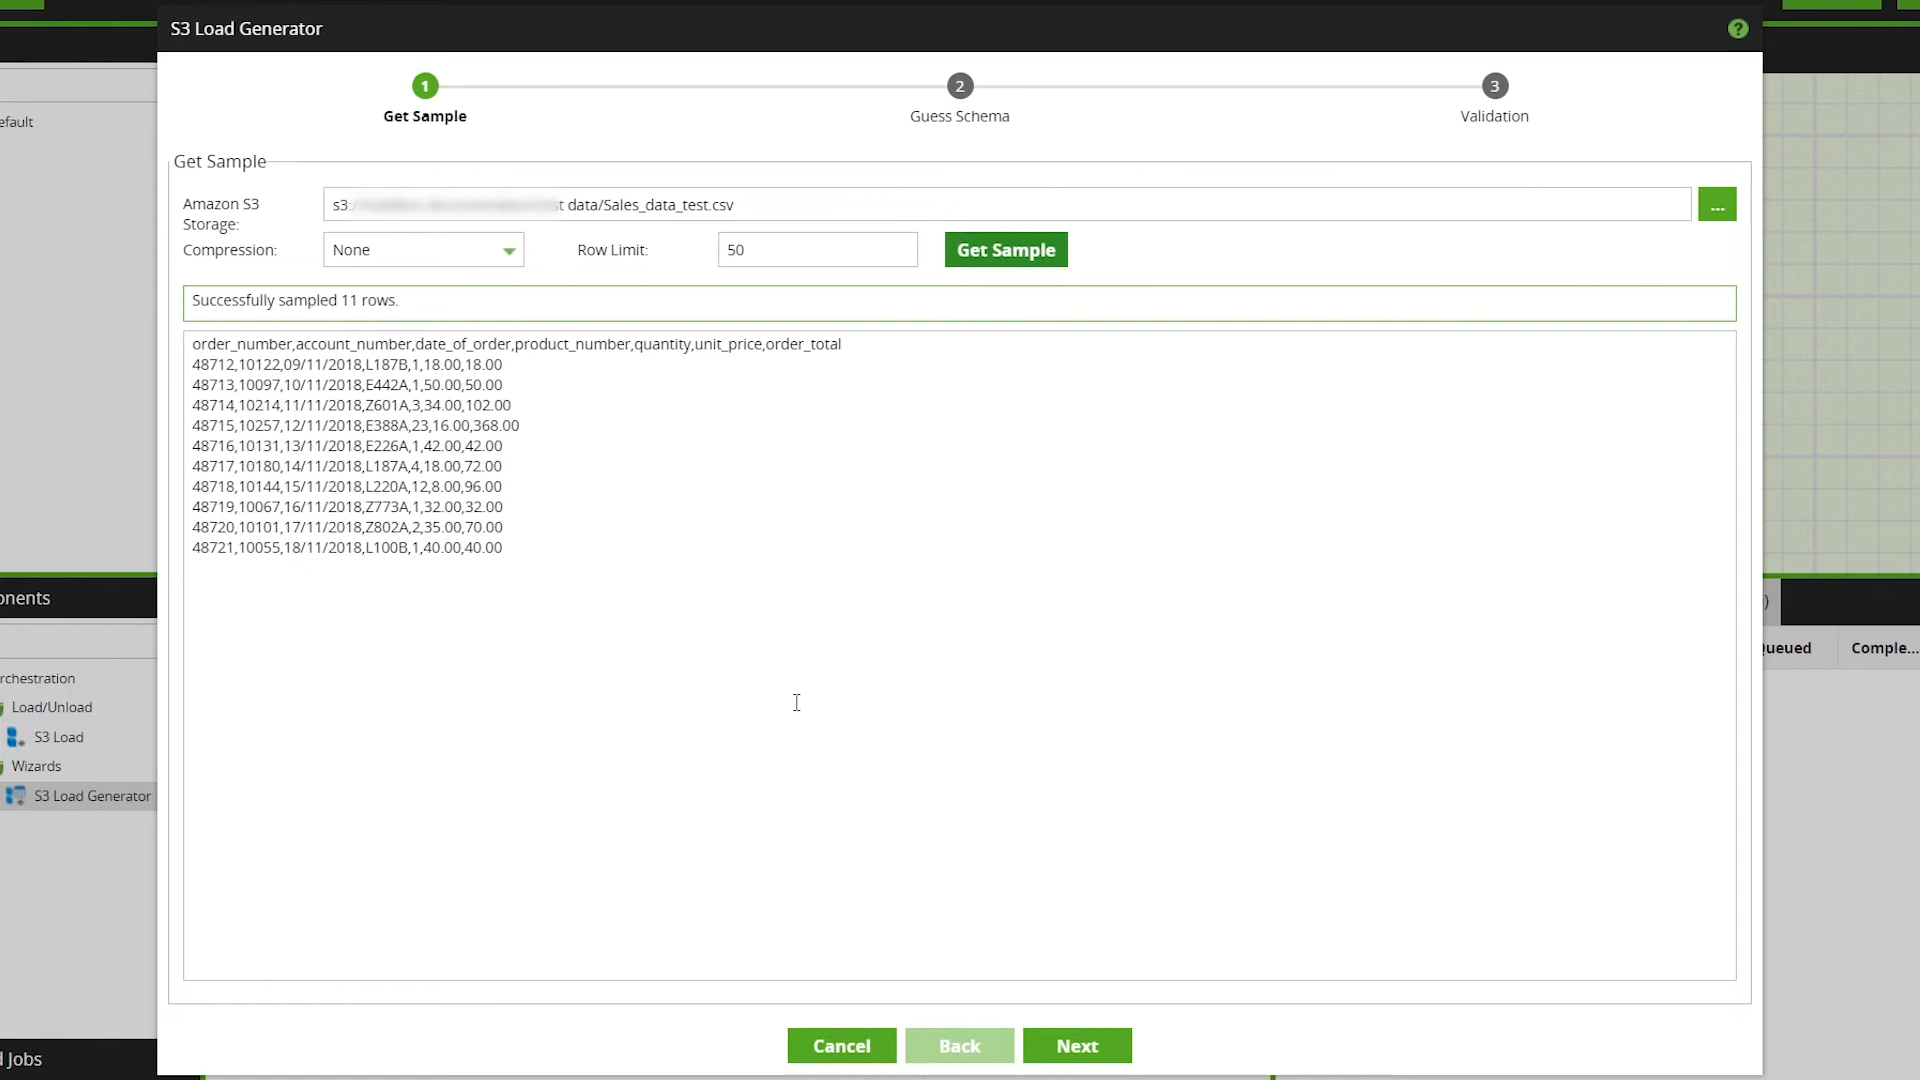 S3 Load Generator
?
1
2
3
Get Sample
Guess Schema
Validation
efault
Get Sample
Amazon S3
Storage:
s3:/ t data/Sales_data_test.csv
...
Compression:
None
Row Limit:
50
Get Sample
Successfully sampled 11 rows.
order_number,account_number,date_of_order,product_number,quantity,unit_price,order_total
48712,10122,09/11/2018,L187B,1,18.00,18.00
48713,10097,10/11/2018,E442A,1,50.00,50.00
48714,10214,11/11/2018,Z601A,3,34.00,102.00
48715,10257,12/11/2018,E388A,23,16.00,368.00
48716,10131,13/11/2018,E226A,1,42.00,42.00
48717,10180,14/11/2018,L187A,4,18.00,72.00
48718,10144,15/11/2018,L220A,12,8.00,96.00
48719,10067,16/11/2018,Z773A,1,32.00,32.00
48720,10101,17/11/2018,Z802A,2,35.00,70.00
48721,10055,18/11/2018,L100B,1,40.00,40.00
onents
)
Queued
Comple...
rchestration
Load/Unload
S3 Load
Wizards
S3 Load Generator
Cancel
Back
Next
d Jobs